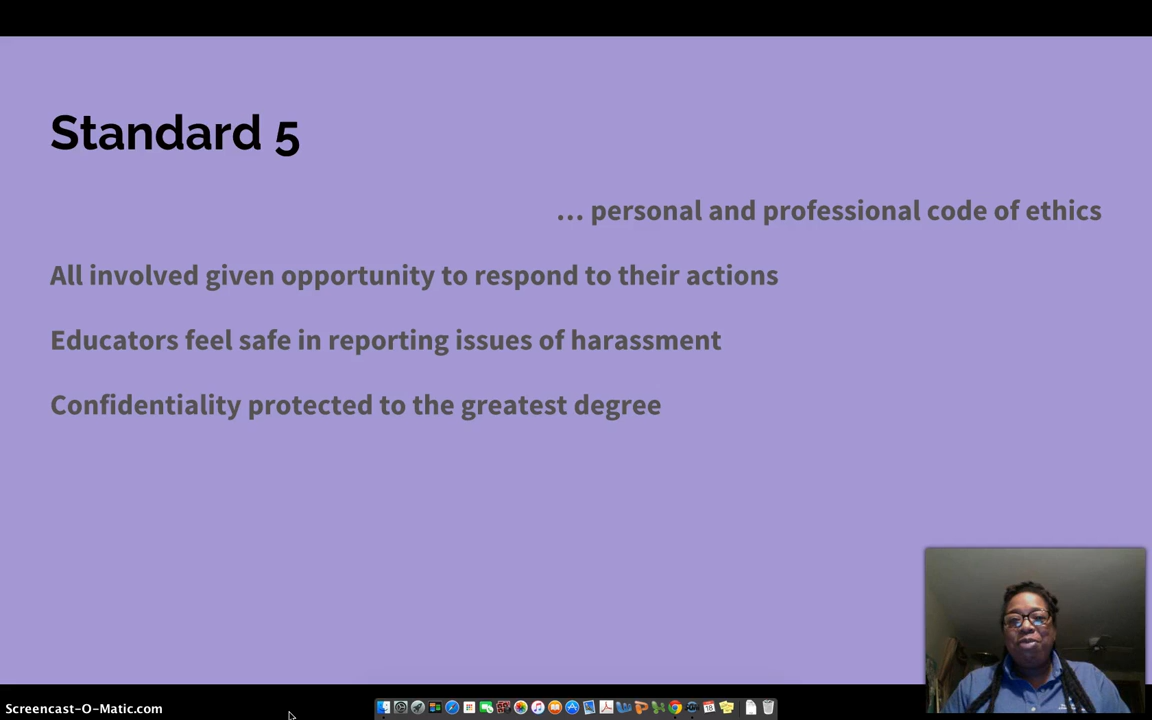 Standard 5
... personal and professional code of ethics
All involved given opportunity to respond to their actions
Educators feel safe in reporting issues of harassment
Confidentiality protected to the greatest degree
Screencast-O-Matic.com
18